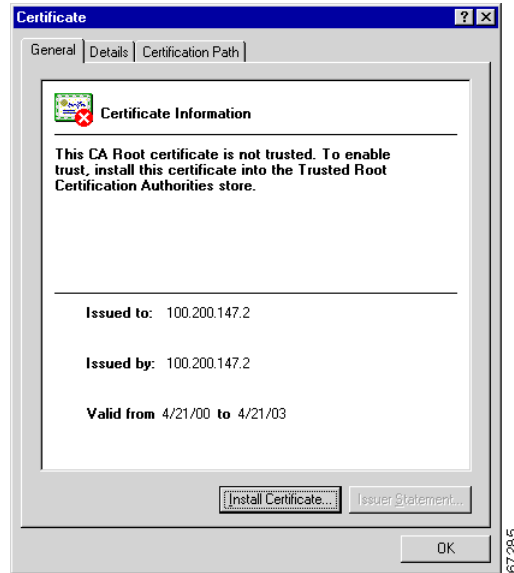 Certificate
General Details Certification Path
Certificate Information
This CA Root certificate is not trusted. To enable
trust, install this certificate into the Trusted Root
Certification Authorities store.
Issued to: 100.200.147.2
Issued by: 100.200.147.2
Valid from 4/21/00 to 4/21/03
Install Certificate... Issuer Statement...
OK
67285